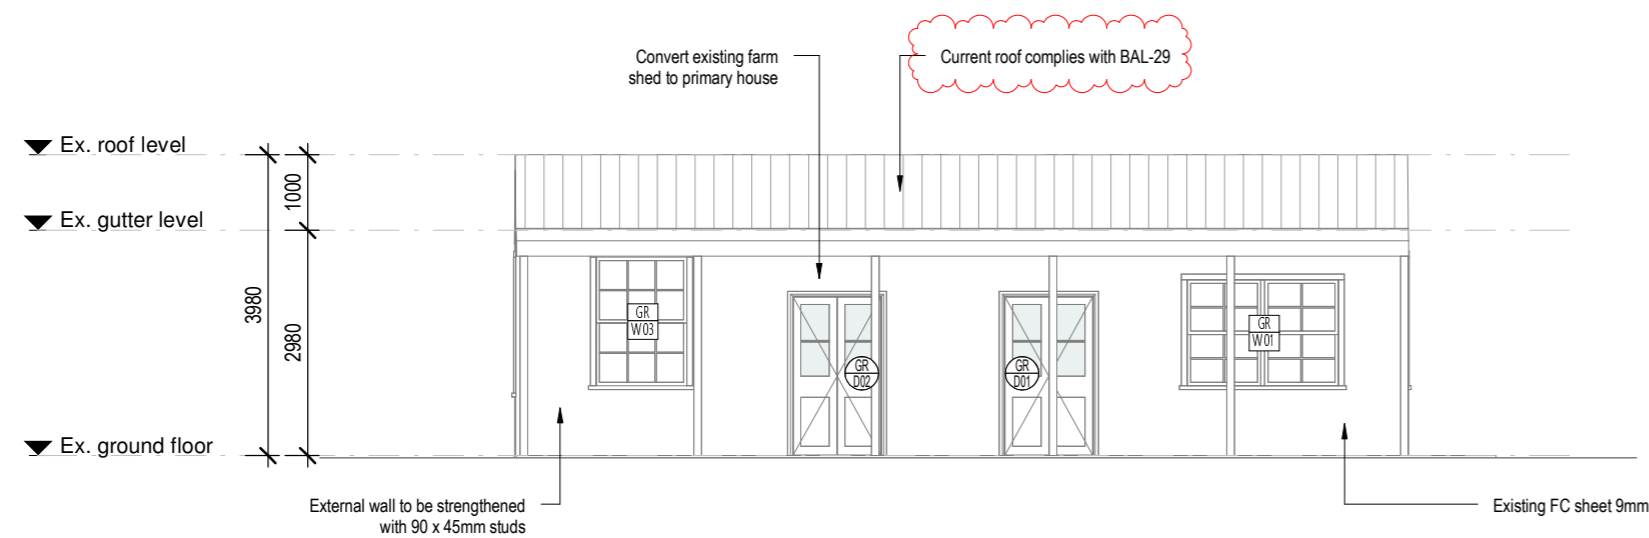 Convert existing farm
shed to primary house
Current roof complies with BAL-29
Ex. roof level
1000
Ex. gutter level
3980
2980
GR
W03
GR
D02
GR
D01
GR
W01
Ex. ground floor
External wall to be strengthened
with 90 x 45mm studs
Existing FC sheet 9mm